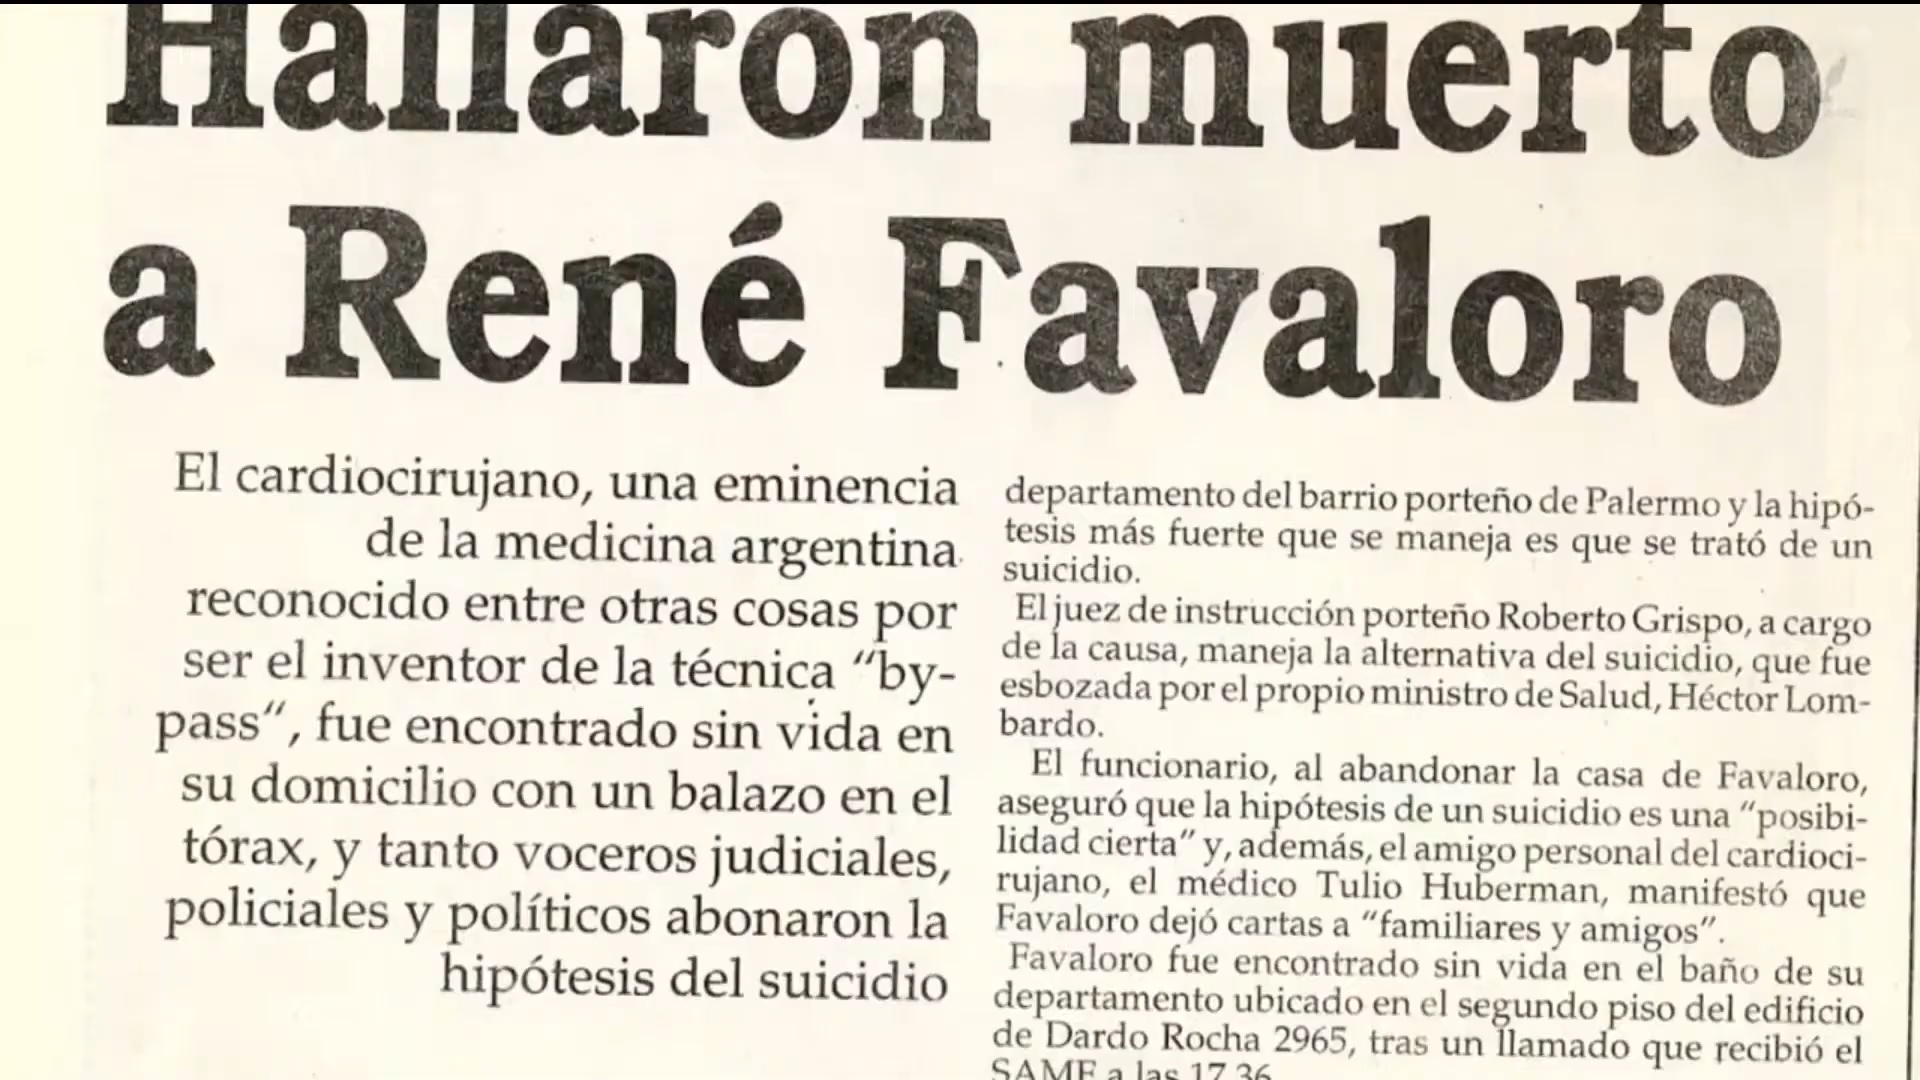 Hallaron muerto
a René Favaloro
El cardiocirujano, una eminencia
de la medicina argentina
reconocido entre otras cosas por
ser el inventor de la técnica “by-
pass”, fue encontrado sin vida en
su domicilio con un balazo en el
tórax, y tanto voceros judiciales,
policiales y políticos abonaron la
hipótesis del suicidio
departamento del barrio porteño de Palermo y la hipó-
tesis más fuerte que se maneja es que se trató de un
suicidio.
El juez de instrucción porteño Roberto Grispo, a cargo
de la causa, maneja la alternativa del suicidio, que fue
esbozada por el propio ministro de Salud, Héctor Lom-
bardo.
El funcionario, al abandonar la casa de Favaloro,
aseguró que la hipótesis de un suicidio es una “posibi-
lidad cierta” y, además, el amigo personal del cardioci-
rujano, el médico Tulio Huberman, manifestó que
Favaloro dejó cartas a “familiares y amigos”.
Favaloro fue encontrado sin vida en el baño de su
departamento ubicado en el segundo piso del edificio
de Dardo Rocha 2965, tras un llamado que recibió el
SAME a las 17.36